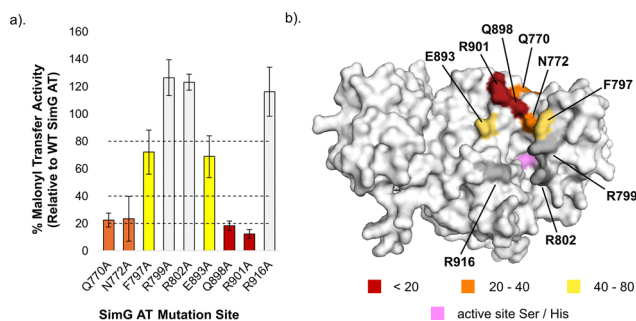 a).
% Malonyl Transfer Activity
(Relative to WT SimG AT)
160
140
120
100
80
60
40
20
0
Q770A
N772A
F797A
R799A
R802A
E893A
Q898A
R901A
R916A
SimG AT Mutation Site
b).
Q898
Q770
R901
N772
E893
F797
R799
R802
R916
< 20
20 - 40
40 - 80
active site Ser / His